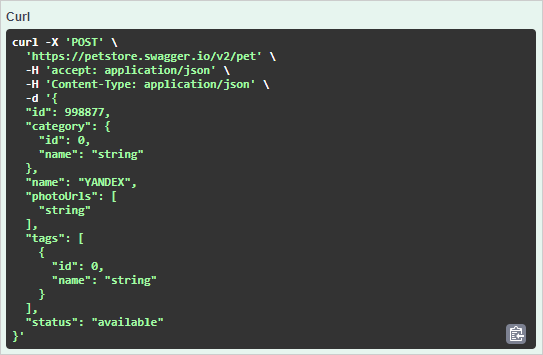 Curl
curl -X 'POST' \
  'https://petstore.swagger.io/v2/pet' \
  -H 'accept: application/json' \
  -H 'Content-Type: application/json' \
  -d '{
  "id": 998877,
  "category": {
    "id": 0,
    "name": "string"
  },
  "name": "YANDEX",
  "photoUrls": [
    "string"
  ],
  "tags": [
    {
      "id": 0,
      "name": "string"
    }
  ],
  "status": "available"
}'